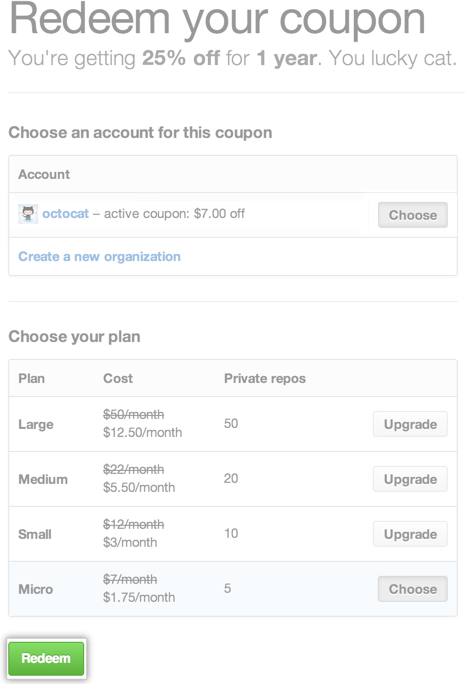 Redeem your coupon
You're getting 25% off for 1 year. You lucky cat.
Choose an account for this coupon
Account
octocat – active coupon: $7.00 off Choose
Create a new organization
Choose your plan
Plan Cost Private repos
Large $50/month 50 Upgrade
$12.50/month
Medium $22/month 20 Upgrade
$5.50/month
Small $12/month 10 Upgrade
$3/month
Micro $7/month 5 Choose
$1.75/month
Redeem